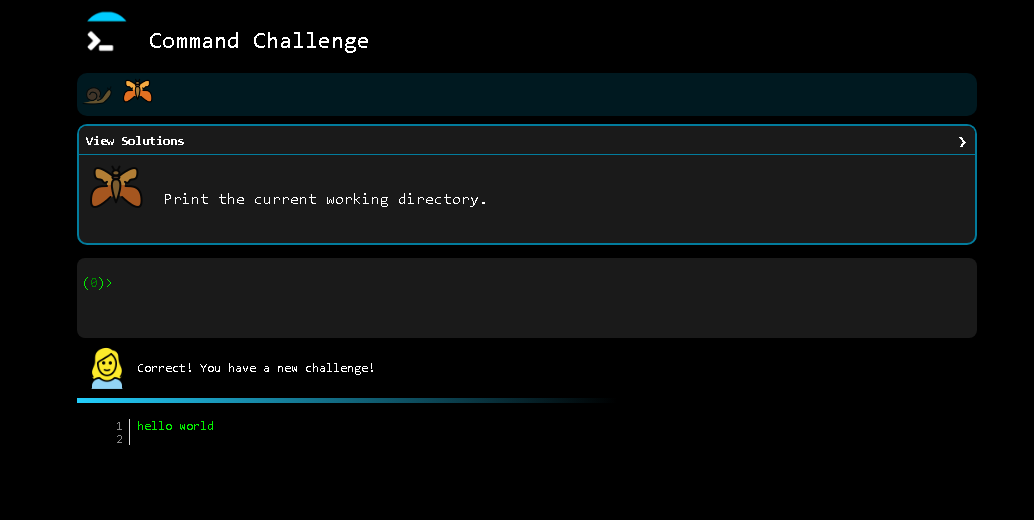 >_
Command Challenge
View Solutions ❯
Print the current working directory.
(0)>
Correct! You have a new challenge!
1 hello world
2